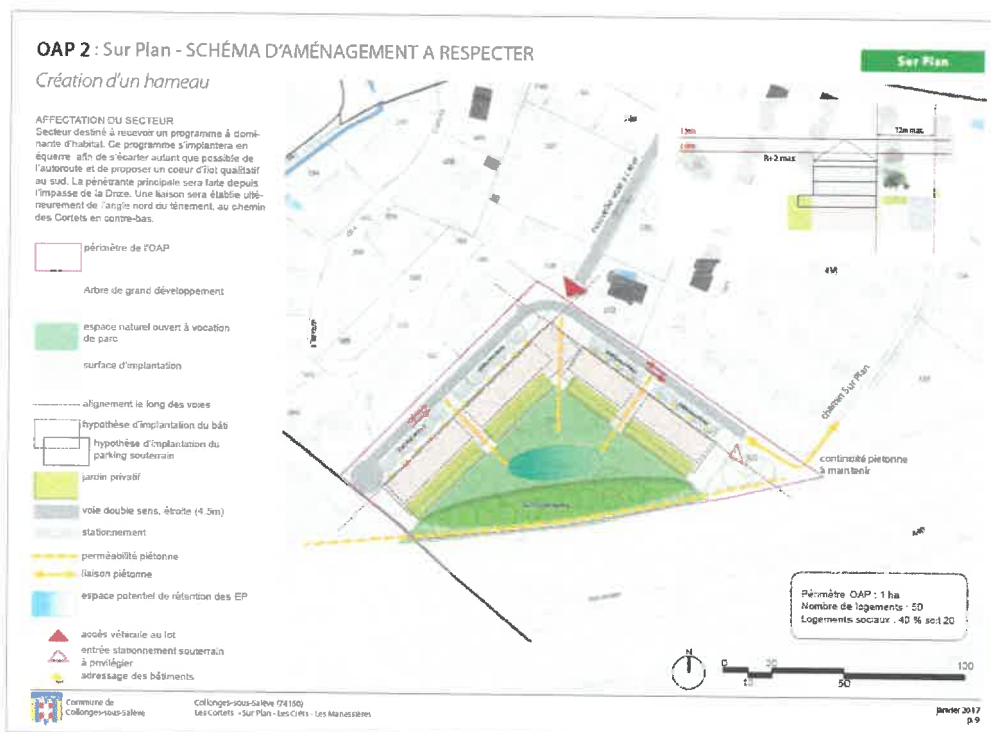 OAP 2 : Sur Plan - SCHÉMA D'AMÉNAGEMENT A RESPECTER
Sur Plan
Création d'un hameau
AFFECTATION DU SECTEUR
Secteur destiné à recevoir un programme à domi-
nante d'habitat. Ce programme s'implantera en
équerre afin de s'écarter autant que possible de
l'autoroute et de proposer un coeur d'îlot qualitatif
au sud. La pénétrante principale sera faite depuis
l'impasse de la Drize. Une liaison sera établie ulté-
rieurement de l'angle nord du tènement, au chemin
des Cortets en contre-bas.
périmètre de l'OAP
Arbre de grand développement
espace naturel ouvert à vocation
de parc
surface d'implantation
alignement le long des voies
hypothèse d'implantation du bâti
hypothèse d'implantation du
parking souterrain
jardin privatif
voie double sens, étroite (4.5m)
stationnement
perméabilité piétonne
liaison piétonne
espace potentiel de rétention des EP
accès véhicule au lot
entrée stationnement souterrain
à privilégier
adressage des bâtiments
12m max
R+2 max
chemin Sur Plan
continuité piétonne
à maintenir
Périmètre OAP : 1 ha
Nombre de logements : 50
Logements sociaux : 40 % soit 20
N
0
100
50
Commune de
Collonges-sous-Salève
Collonges-sous-Salève (74160)
Les Cortets - Sur Plan - Les Crêts - Les Manessières
janvier 2017
p.9